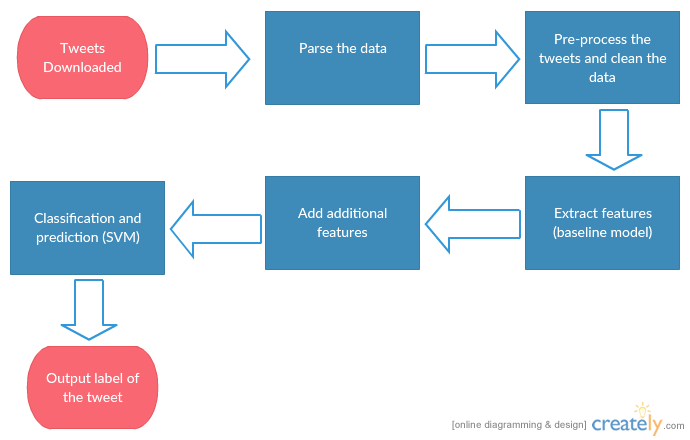 Tweets
Downloaded
Parse the data
Pre-process the
tweets and clean the
data
Classification and
prediction (SVM)
Add additional
features
Extract features
(baseline model)
Output label of
the tweet
[online diagramming & design] creately.com